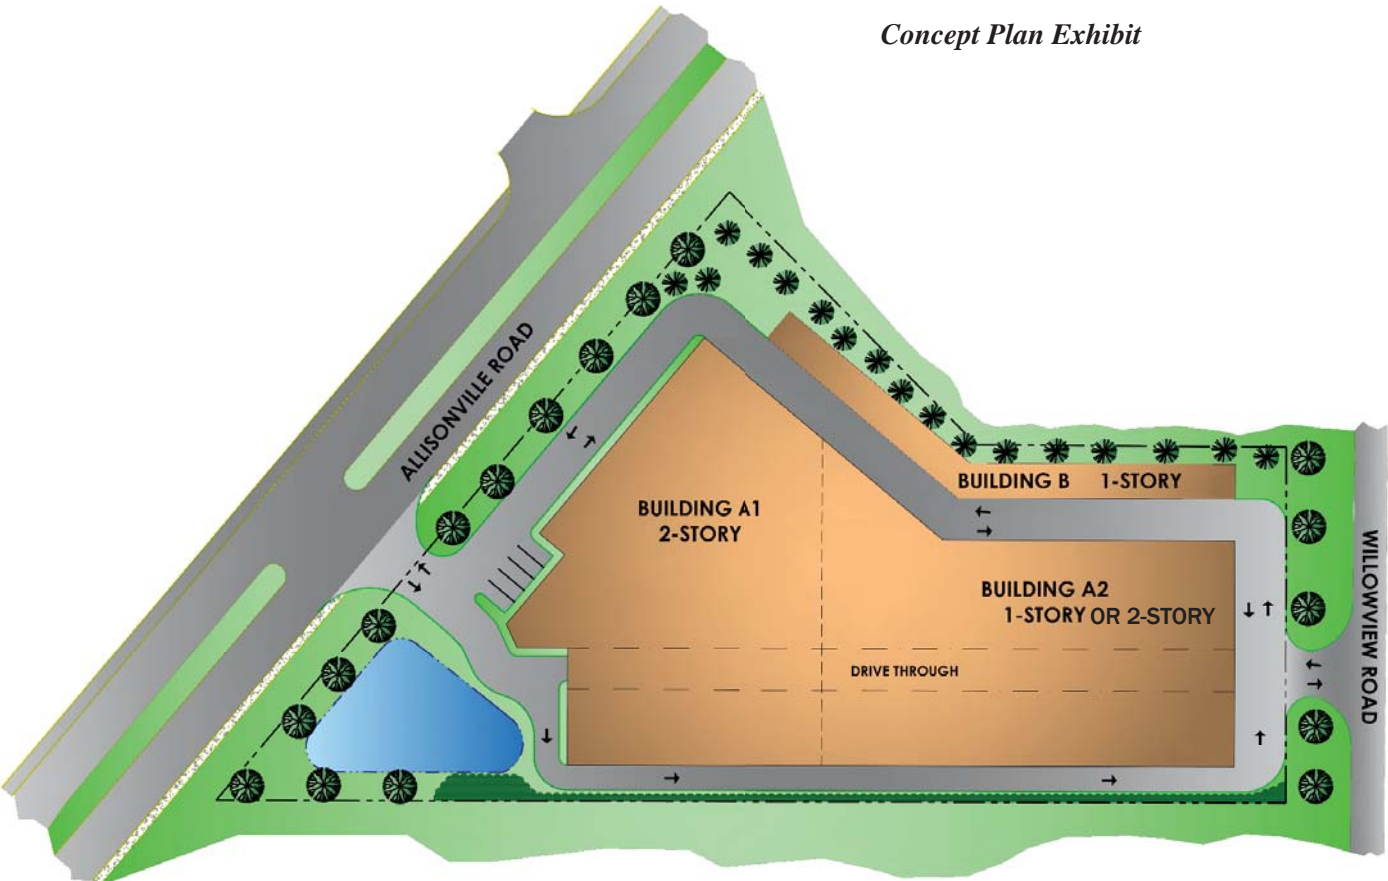 Concept Plan Exhibit
ALLISONVILLE ROAD
BUILDING B 1-STORY
BUILDING A1
2-STORY
BUILDING A2
1-STORY OR 2-STORY
DRIVE THROUGH
WILLOWVIEW ROAD